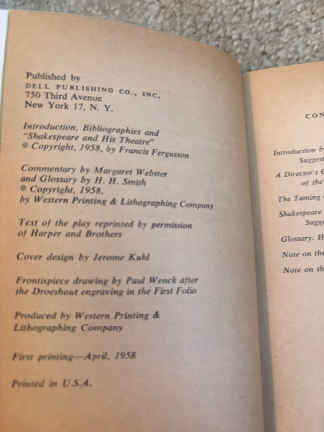 Published by
DELL PUBLISHING CO., INC.
750 Third Avenue
New York 17, N. Y.
Introduction, Bibliographies and
"Shakespeare and His Theatre"
© Copyright, 1958, by Francis Fergusson
Commentary by Margaret Webster
and Glossary by H. H. Smith
© Copyright, 1958,
by Western Printing & Lithographing Company
Text of the play reprinted by permission
of Harper and Brothers
Cover design by Jerome Kuhl
Frontispiece drawing by Paul Wenck after
the Droeshout engraving in the First Folio
Produced by Western Printing &
Lithographing Company
First printing—April, 1958
Printed in U.S.A.
CON
Introduction b
Sugges
A Director's C
of the
The Taming
Shakespeare
Sugge
Glossary. H
Note on the
Note on the